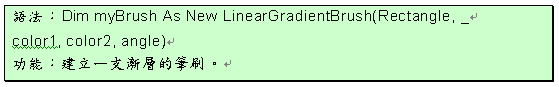 語法：Dim myBrush As New LinearGradientBrush(Rectangle, _
color1, color2, angle)
功能：建立一支漸層的筆刷。